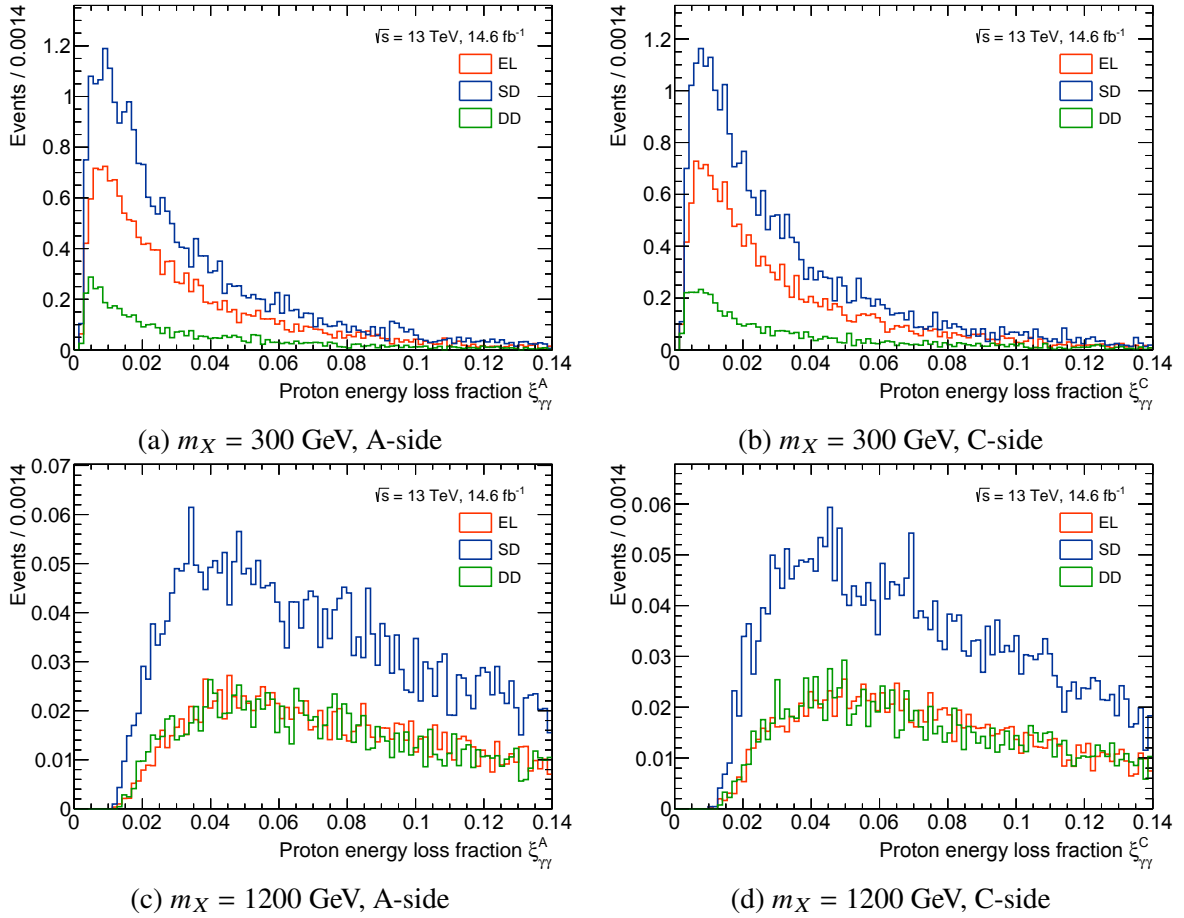 Events / 0.0014
√s = 13 TeV, 14.6 fb⁻¹
EL
SD
DD
1.2
1
0.8
0.6
0.4
0.2
0
0 0.02 0.04 0.06 0.08 0.1 0.12 0.14
Proton energy loss fraction ξ^A_γγ
(a) m_X = 300 GeV, A-side
Events / 0.0014
√s = 13 TeV, 14.6 fb⁻¹
EL
SD
DD
1.2
1
0.8
0.6
0.4
0.2
0
0 0.02 0.04 0.06 0.08 0.1 0.12 0.14
Proton energy loss fraction ξ^C_γγ
(b) m_X = 300 GeV, C-side
Events / 0.0014
√s = 13 TeV, 14.6 fb⁻¹
EL
SD
DD
0.07
0.06
0.05
0.04
0.03
0.02
0.01
0
0 0.02 0.04 0.06 0.08 0.1 0.12 0.14
Proton energy loss fraction ξ^A_γγ
(c) m_X = 1200 GeV, A-side
Events / 0.0014
√s = 13 TeV, 14.6 fb⁻¹
EL
SD
DD
0.06
0.05
0.04
0.03
0.02
0.01
0
0 0.02 0.04 0.06 0.08 0.1 0.12 0.14
Proton energy loss fraction ξ^C_γγ
(d) m_X = 1200 GeV, C-side